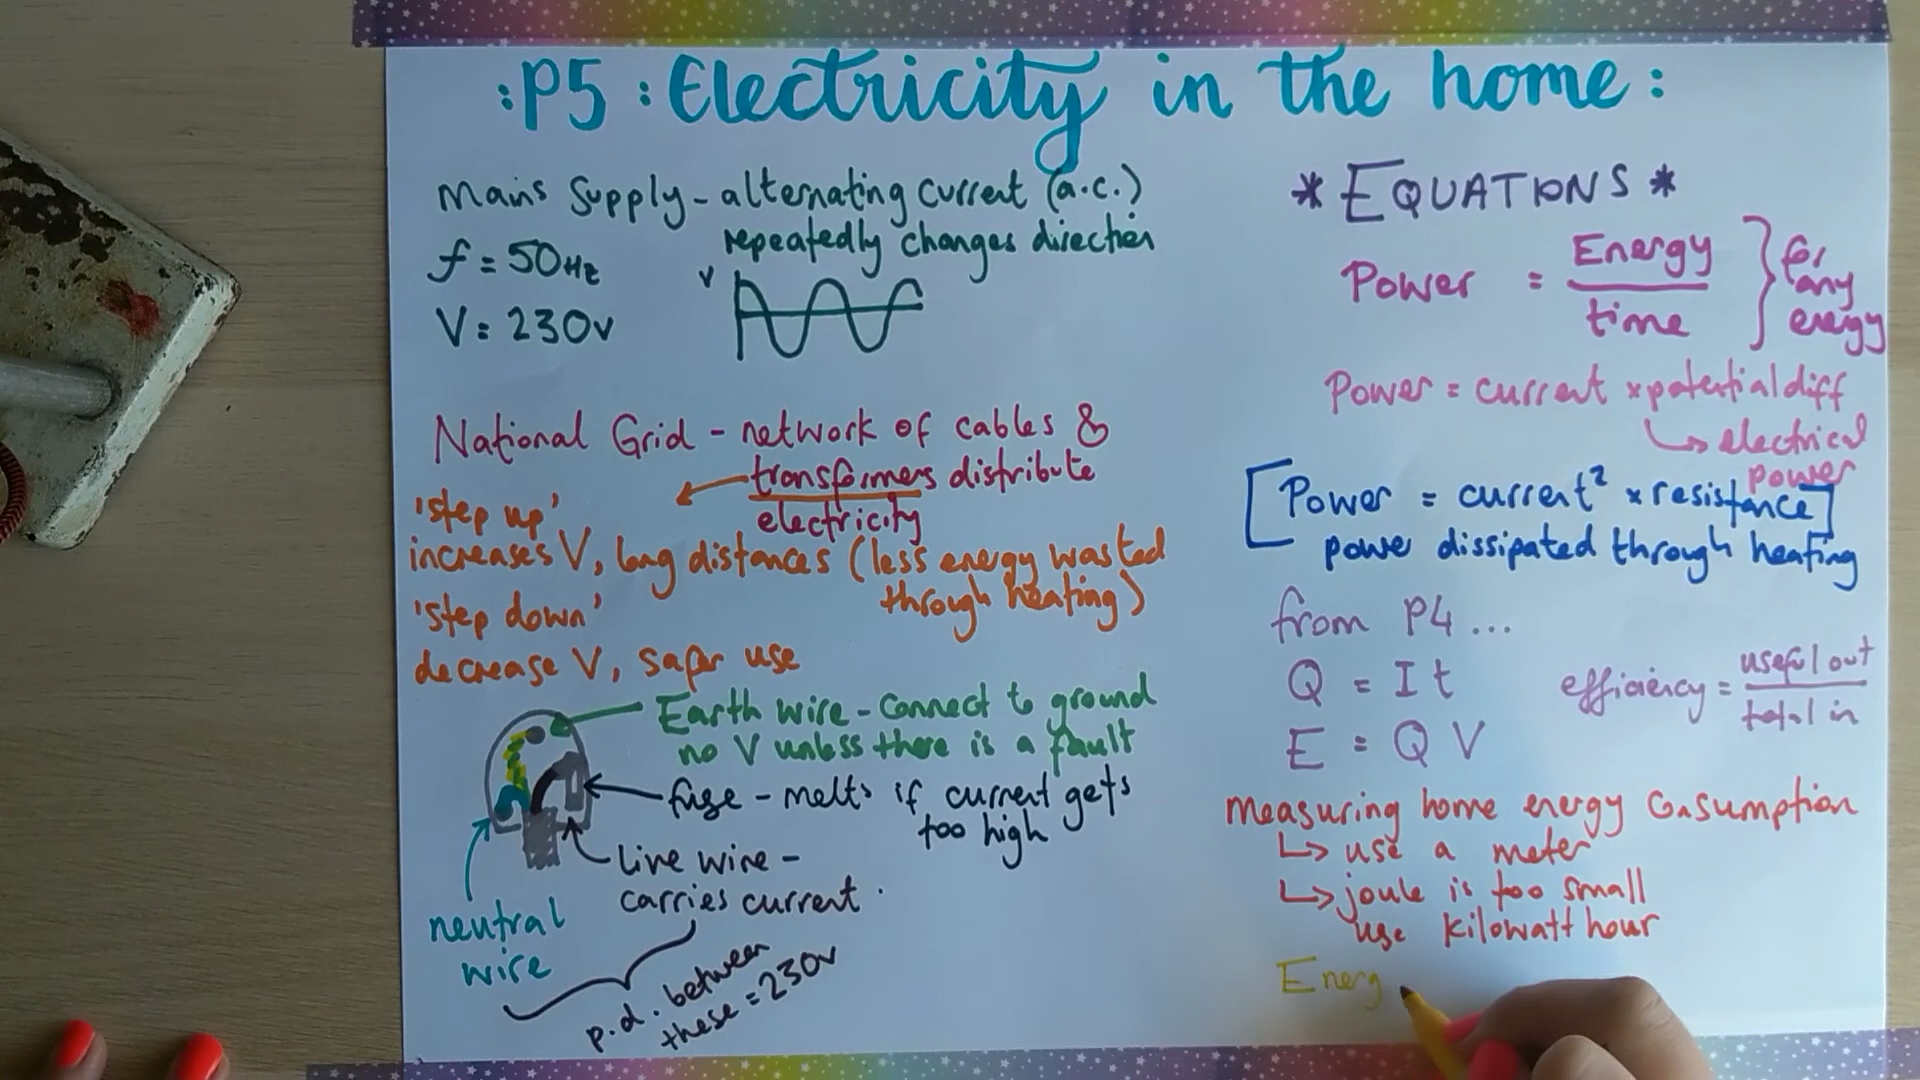 :P5: Electricity in the home:
Mains Supply - alternating current (a.c.)
repeatedly changes direction
f = 50Hz
V = 230v
V
National Grid - network of cables &
transformers distribute
electricity
'step up'
increases V, long distances (less energy wasted
through heating)
'step down'
decrease V, safer use
Earth wire - connect to ground
no V unless there is a fault
fuse - melts if current gets
too high
live wire -
carries current
neutral
wire
p.d. between
these = 230v
* EQUATIONS *
Power = Energy
time
for
any
energy
Power = current x potential diff
electrical
power
[Power = current² x resistance]
power dissipated through heating
from P4...
Q = I t
E = Q V
efficiency = useful out
total in
Measuring home energy consumption
use a meter
joule is too small
use kilowatt hour
Energ